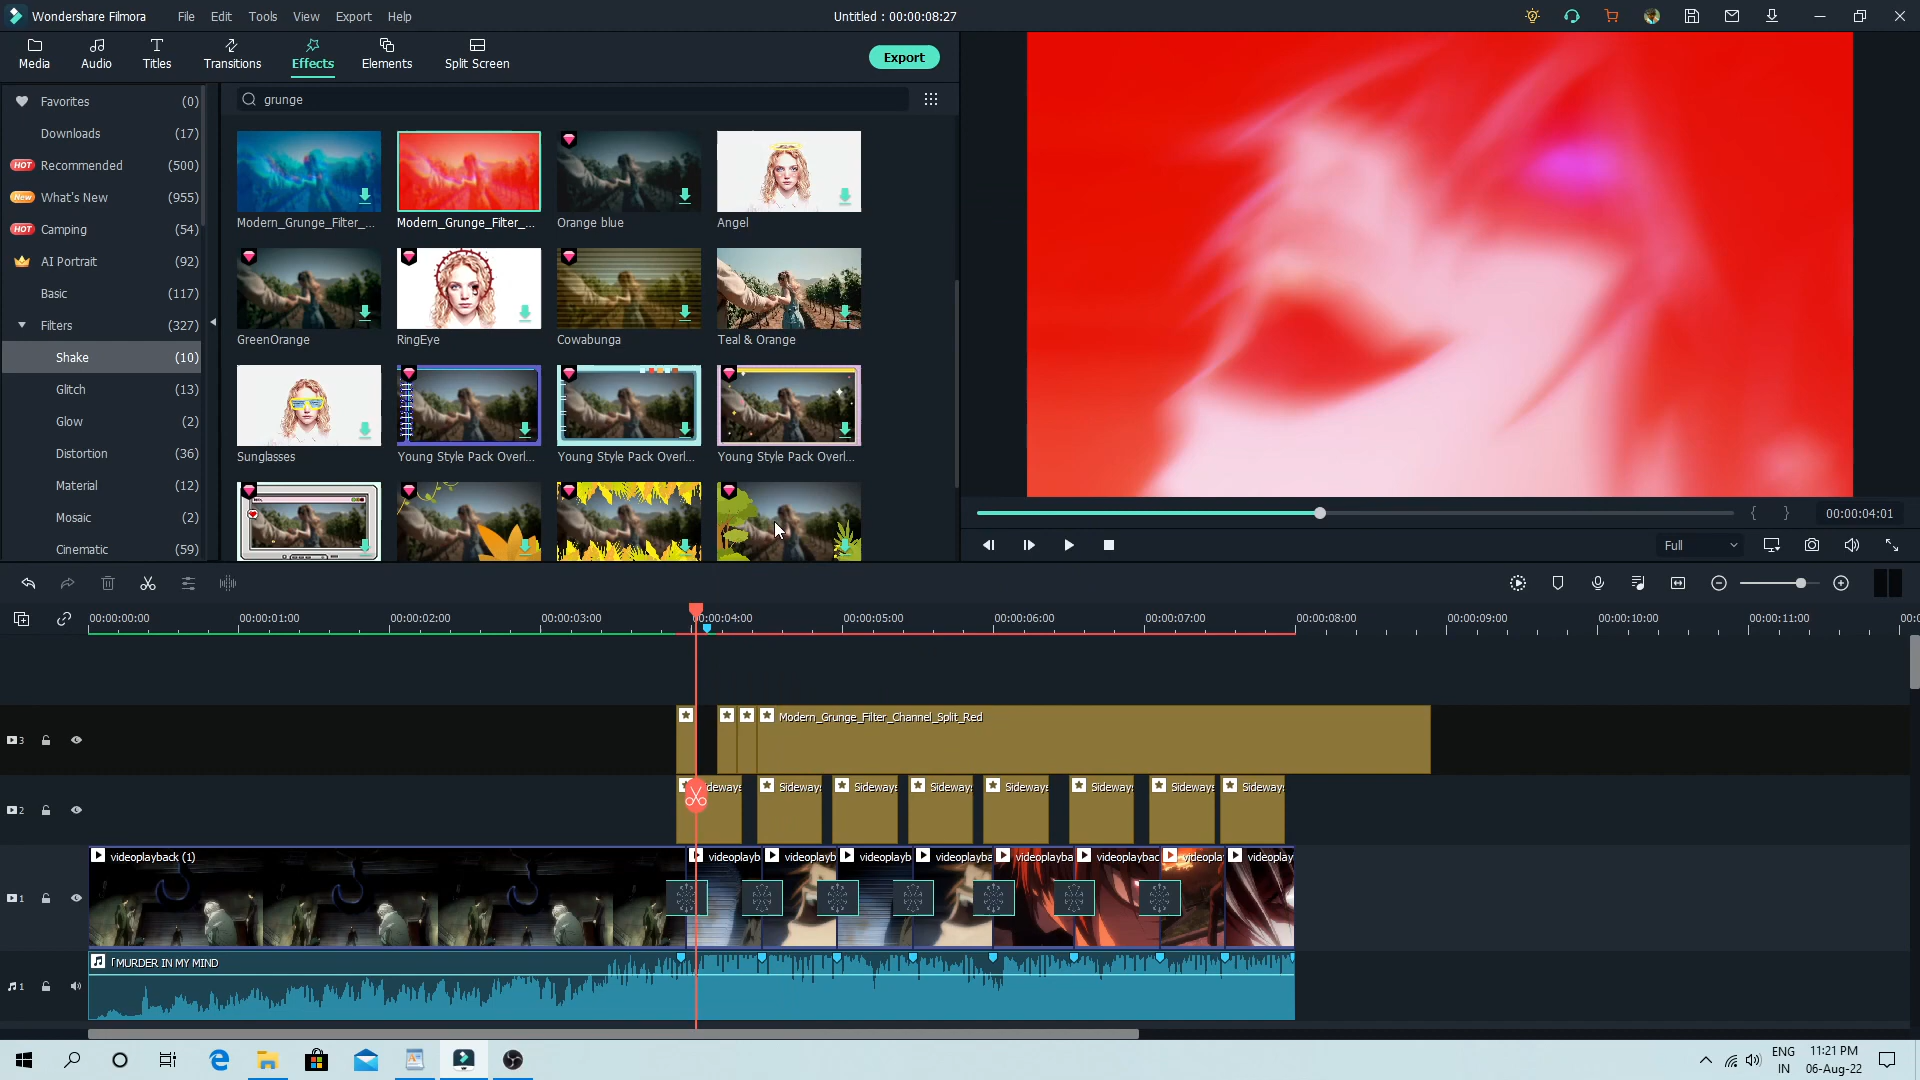 Wondershare Filmora
File Edit Tools View Export Help
Untitled : 00:00:08:27
Media Audio Titles Transitions Effects Elements Split Screen
Export
grunge
Favorites (0)
Downloads (17)
HOT Recommended (500)
New What's New (955)
HOT Camping (54)
AI Portrait (92)
Basic (117)
Filters (327)
Shake (10)
Glitch (13)
Glow (2)
Distortion (36)
Material (12)
Mosaic (2)
Cinematic (59)
Modern_Grunge_Filter_... Modern_Grunge_Filter_... Orange blue Angel
GreenOrange RingEye Cowabunga Teal & Orange
Sunglasses Young Style Pack Overl... Young Style Pack Overl... Young Style Pack Overl...
{ } 00:00:04:01
Full
00:00:00:00 00:00:01:00 00:00:02:00 00:00:03:00 00:00:04:00 00:00:05:00 00:00:06:00 00:00:07:00 00:00:08:00 00:00:09:00 00:00:10:00 00:00:11:00 00:0
3 Modern_Grunge_Filter_Channel_Split_Red
2 ideways Sideways Sideways Sideways Sideways Sideways Sideways Sideways
videoplayback (1) videoplayb videoplayb videoplayb videoplayba videoplayba videoplaybac videopla videoplay
1
MURDER IN MY MIND
1
ENG
IN
11:21 PM
06-Aug-22